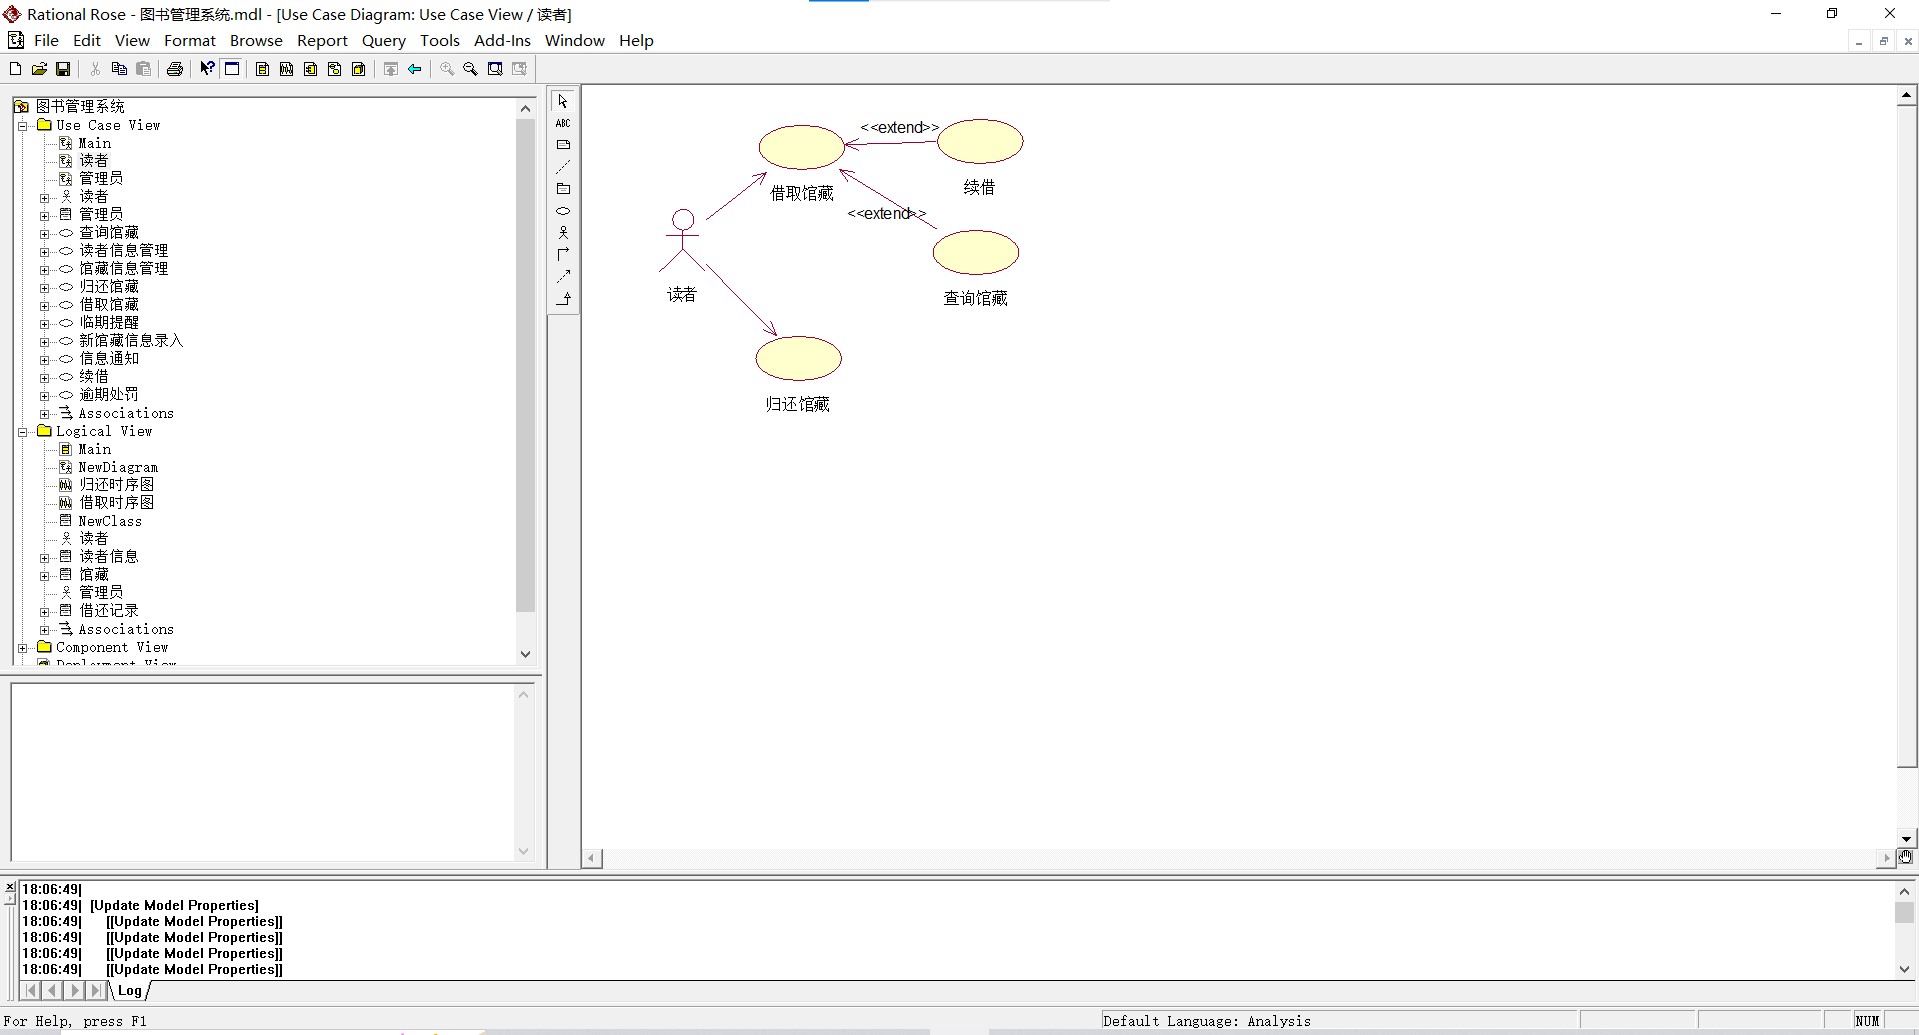 Rational Rose - 图书管理系统.mdl - [Use Case Diagram: Use Case View / 读者]
File Edit View Format Browse Report Query Tools Add-Ins Window Help
图书管理系统
Use Case View
Main
读者
管理员
读者
管理员
查询馆藏
读者信息管理
馆藏信息管理
归还馆藏
借取馆藏
临期提醒
新馆藏信息录入
信息通知
续借
逾期处罚
Associations
Logical View
Main
NewDiagram
归还时序图
借取时序图
NewClass
读者
读者信息
馆藏
管理员
借还记录
Associations
Component View
Deployment View
ABC
<<extend>>
借取馆藏
续借
<<extend>>
读者
查询馆藏
归还馆藏
18:06:49|
18:06:49| [Update Model Properties]
18:06:49| [[Update Model Properties]]
18:06:49| [[Update Model Properties]]
18:06:49| [[Update Model Properties]]
18:06:49| [[Update Model Properties]]
Log
For Help, press F1
Default Language: Analysis
NUM